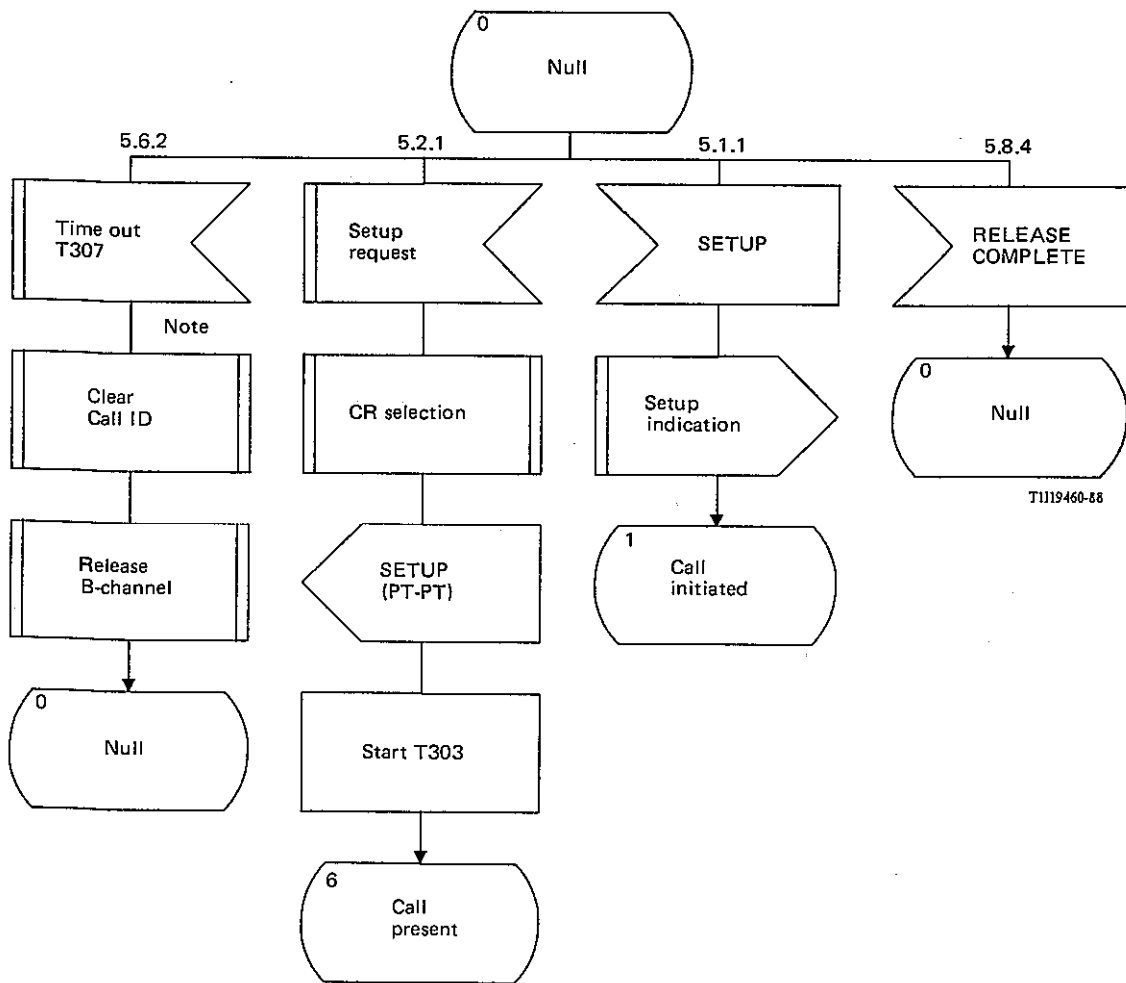 0
Null
5.6.2
5.2.1
5.1.1
5.8.4
Time out
T307
Setup
request
SETUP
RELEASE
COMPLETE
Note
Clear
Call ID
CR selection
Setup
indication
0
Null
T1119460-88
Release
B-channel
SETUP
(PT-PT)
1
Call
initiated
0
Null
Start T303
6
Call
present